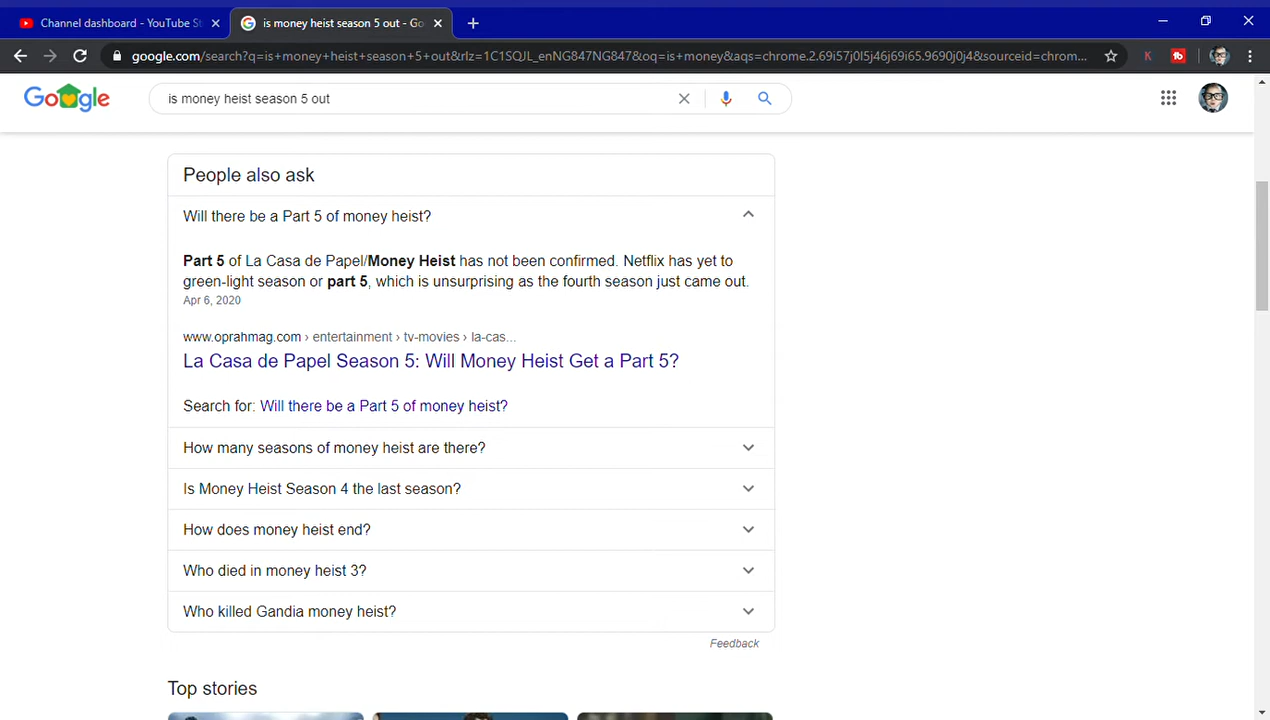 Channel dashboard - YouTube St
is money heist season 5 out - Go
google.com/search?q=is+money+heist+season+5+out&rlz=1C1SQJL_enNG847NG847&oq=is+money&aqs=chrome.2.69i57j0l5j46j69i65.9690j0j4&sourceid=chrom...
Google
is money heist season 5 out
People also ask
Will there be a Part 5 of money heist?
Part 5 of La Casa de Papel/Money Heist has not been confirmed. Netflix has yet to
green-light season or part 5, which is unsurprising as the fourth season just came out.
Apr 6, 2020
www.oprahmag.com › entertainment › tv-movies › la-cas...
La Casa de Papel Season 5: Will Money Heist Get a Part 5?
Search for: Will there be a Part 5 of money heist?
How many seasons of money heist are there?
Is Money Heist Season 4 the last season?
How does money heist end?
Who died in money heist 3?
Who killed Gandia money heist?
Feedback
Top stories